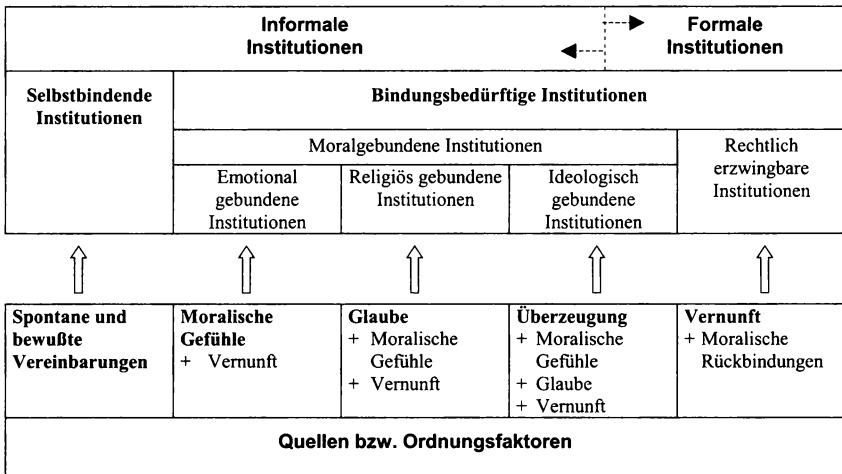 Informale
Institutionen
Formale
Institutionen
Selbstbindende
Institutionen
Bindungsbedürftige Institutionen
Moralgebundene Institutionen
Rechtlich
erzwingbare
Institutionen
Emotional
gebundene
Institutionen
Religiös gebundene
Institutionen
Ideologisch
gebundene
Institutionen
Spontane und
bewußte
Vereinbarungen
Moralische
Gefühle
+ Vernunft
Glaube
+ Moralische
Gefühle
+ Vernunft
Überzeugung
+ Moralische
Gefühle
+ Glaube
+ Vernunft
Vernunft
+ Moralische
Rückbindungen
Quellen bzw. Ordnungsfaktoren